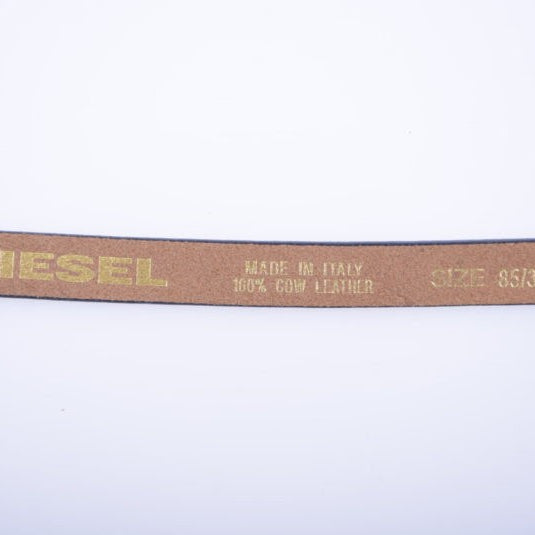 IESEL
MADE IN ITALY
100% COW LEATHER
SIZE 85/3